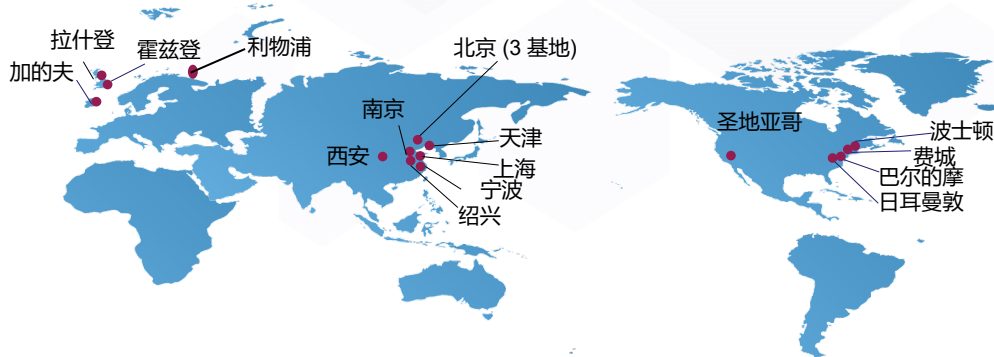 拉什登
霍兹登
利物浦
加的夫
北京 (3 基地)
南京
天津
西安
上海
宁波
绍兴
圣地亚哥
波士顿
费城
巴尔的摩
日耳曼敦